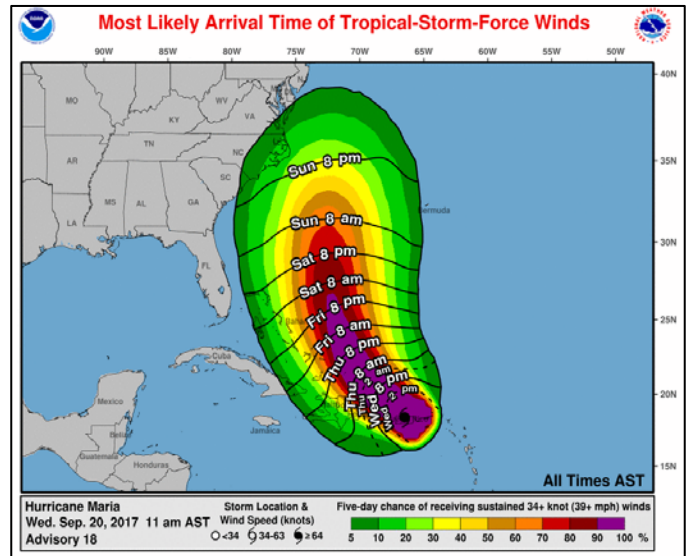 Most Likely Arrival Time of Tropical-Storm-Force Winds
90W 85W 80W 75W 70W 65W 60W 55W 50W
40N
35N
30N
25N
20N
15N
MO
KY
WV
VA
TN
NC
AR
SC
MS
AL
GA
LA
FL
Bermuda
Cuba
Mexico
Jamaica
Belize
Guatemala
Honduras
Sun 8 pm
Sun 8 am
Sat 8 pm
Sat 8 am
Fri 8 pm
Fri 8 am
Thu 8 pm
Thu 8 am
Thu 2 am
Wed 8 pm
Wed 2 pm
All Times AST
Hurricane Maria
Wed. Sep. 20, 2017 11 am AST
Advisory 18
Storm Location &
Wind Speed (knots)
<34 34-63 ≥64
Five-day chance of receiving sustained 34+ knot (39+ mph) winds
5 10 20 30 40 50 60 70 80 90 100 %